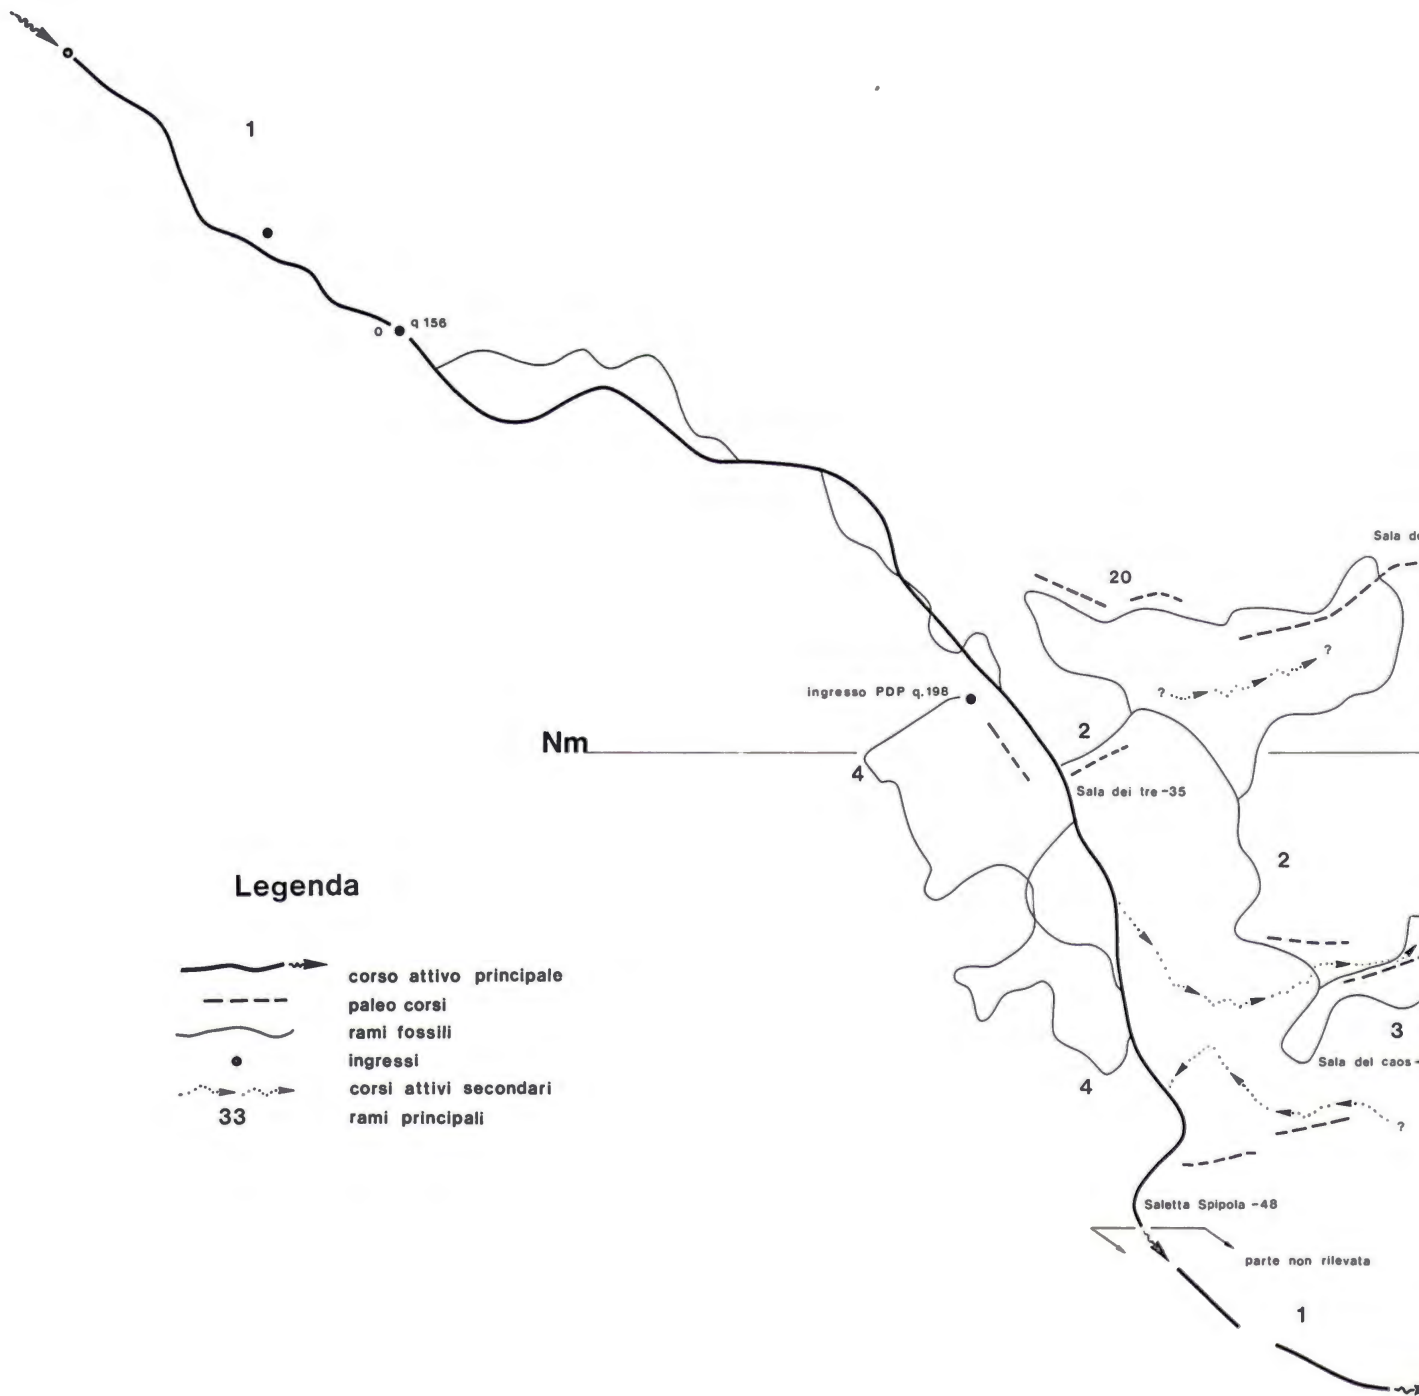 1
o q 156
Sala de
20
?
?
ingresso PDP q.198
2
Nm
4
Sala dei tre -35
2
Legenda
corso attivo principale
paleo corsi
rami fossili
ingressi
corsi attivi secondari
33 rami principali
3
Sala del caos -
4
?
Saletta Spipola -48
parte non rilevata
1